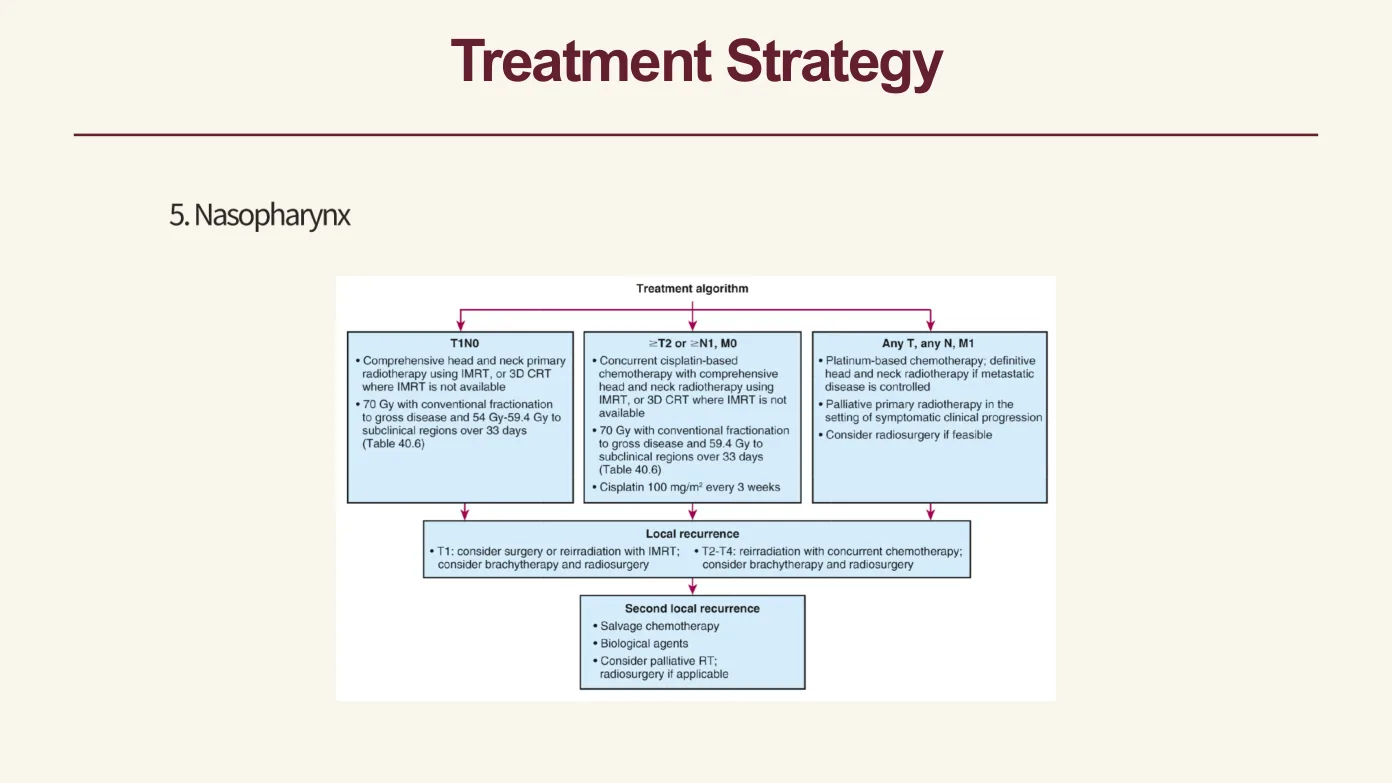 Treatment Strategy
5. Nasopharynx
Treatment algorithm
T1N0
• Comprehensive head and neck primary
radiotherapy using IMRT, or 3D CRT
where IMRT is not available
• 70 Gy with conventional fractionation
to gross disease and 54 Gy-59.4 Gy to
subclinical regions over 33 days
(Table 40.6)
≥T2 or ≥N1, M0
• Concurrent cisplatin-based
chemotherapy with comprehensive
head and neck radiotherapy using
IMRT, or 3D CRT where IMRT is not
available
• 70 Gy with conventional fractionation
to gross disease and 59.4 Gy to
subclinical regions over 33 days
(Table 40.6)
• Cisplatin 100 mg/m² every 3 weeks
Any T, any N, M1
• Platinum-based chemotherapy; definitive
head and neck radiotherapy if metastatic
disease is controlled
• Palliative primary radiotherapy in the
setting of symptomatic clinical progression
• Consider radiosurgery if feasible
Local recurrence
• T1: consider surgery or reirradiation with IMRT;
consider brachytherapy and radiosurgery
• T2-T4: reirradiation with concurrent chemotherapy;
consider brachytherapy and radiosurgery
Second local recurrence
• Salvage chemotherapy
• Biological agents
• Consider palliative RT;
radiosurgery if applicable